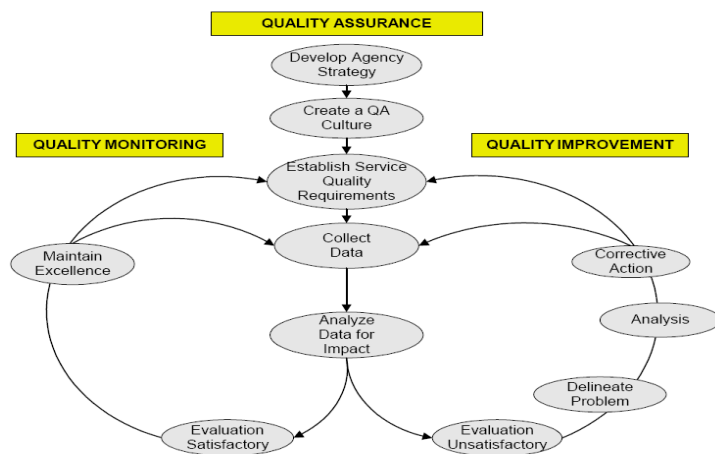 QUALITY ASSURANCE
Develop Agency
Strategy
Create a QA
Culture
QUALITY MONITORING
QUALITY IMPROVEMENT
Establish Service
Quality
Requirements
Collect
Data
Maintain
Excellence
Corrective
Action
Analyze
Data for
Impact
Analysis
Delineate
Problem
Evaluation
Satisfactory
Evaluation
Unsatisfactory